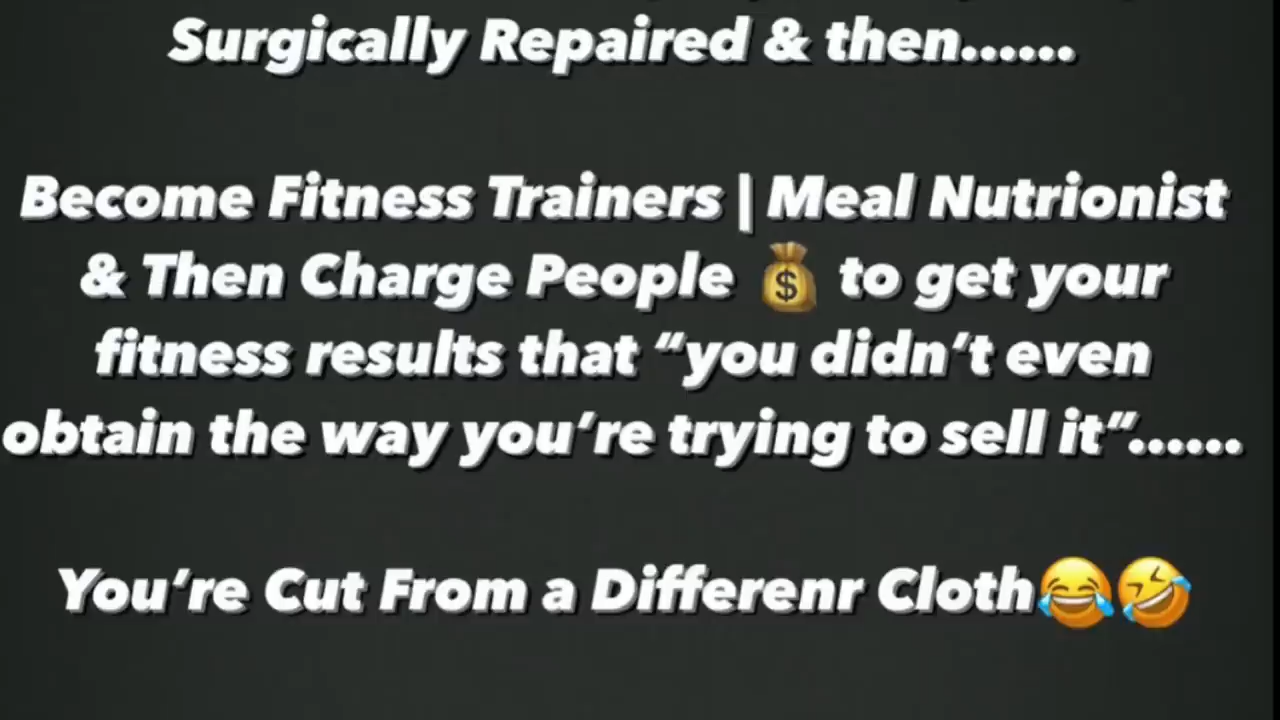 Surgically Repaired & then......
Become Fitness Trainers | Meal Nutrionist
& Then Charge People 💰 to get your
fitness results that “you didn’t even
obtain the way you’re trying to sell it”......
You’re Cut From a Differenr Cloth😂🤣